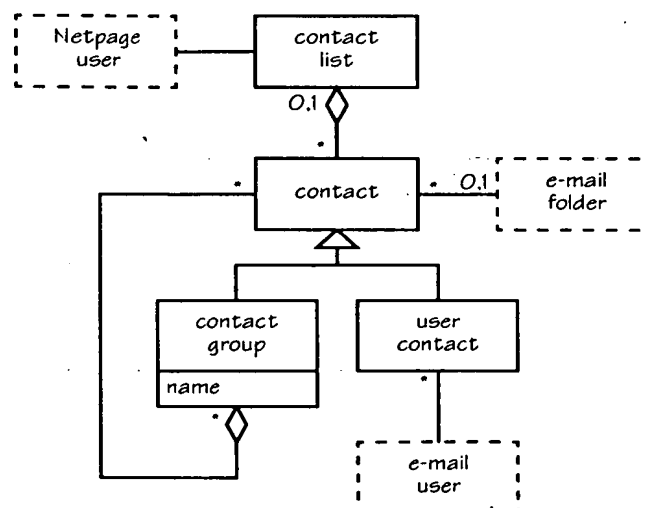 Netpage
user
contact
list
0,1
*
*
contact
*
0,1
e-mail
folder
contact
group
name
*
user
contact
*
e-mail
user